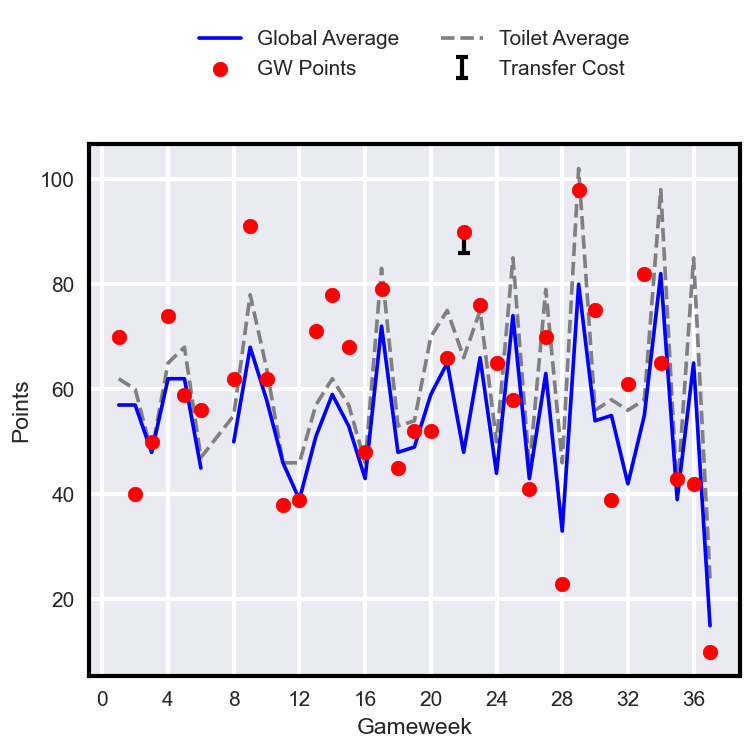 Global Average
Toilet Average
GW Points
Transfer Cost
100
80
60
40
20
Points
0 4 8 12 16 20 24 28 32 36
Gameweek